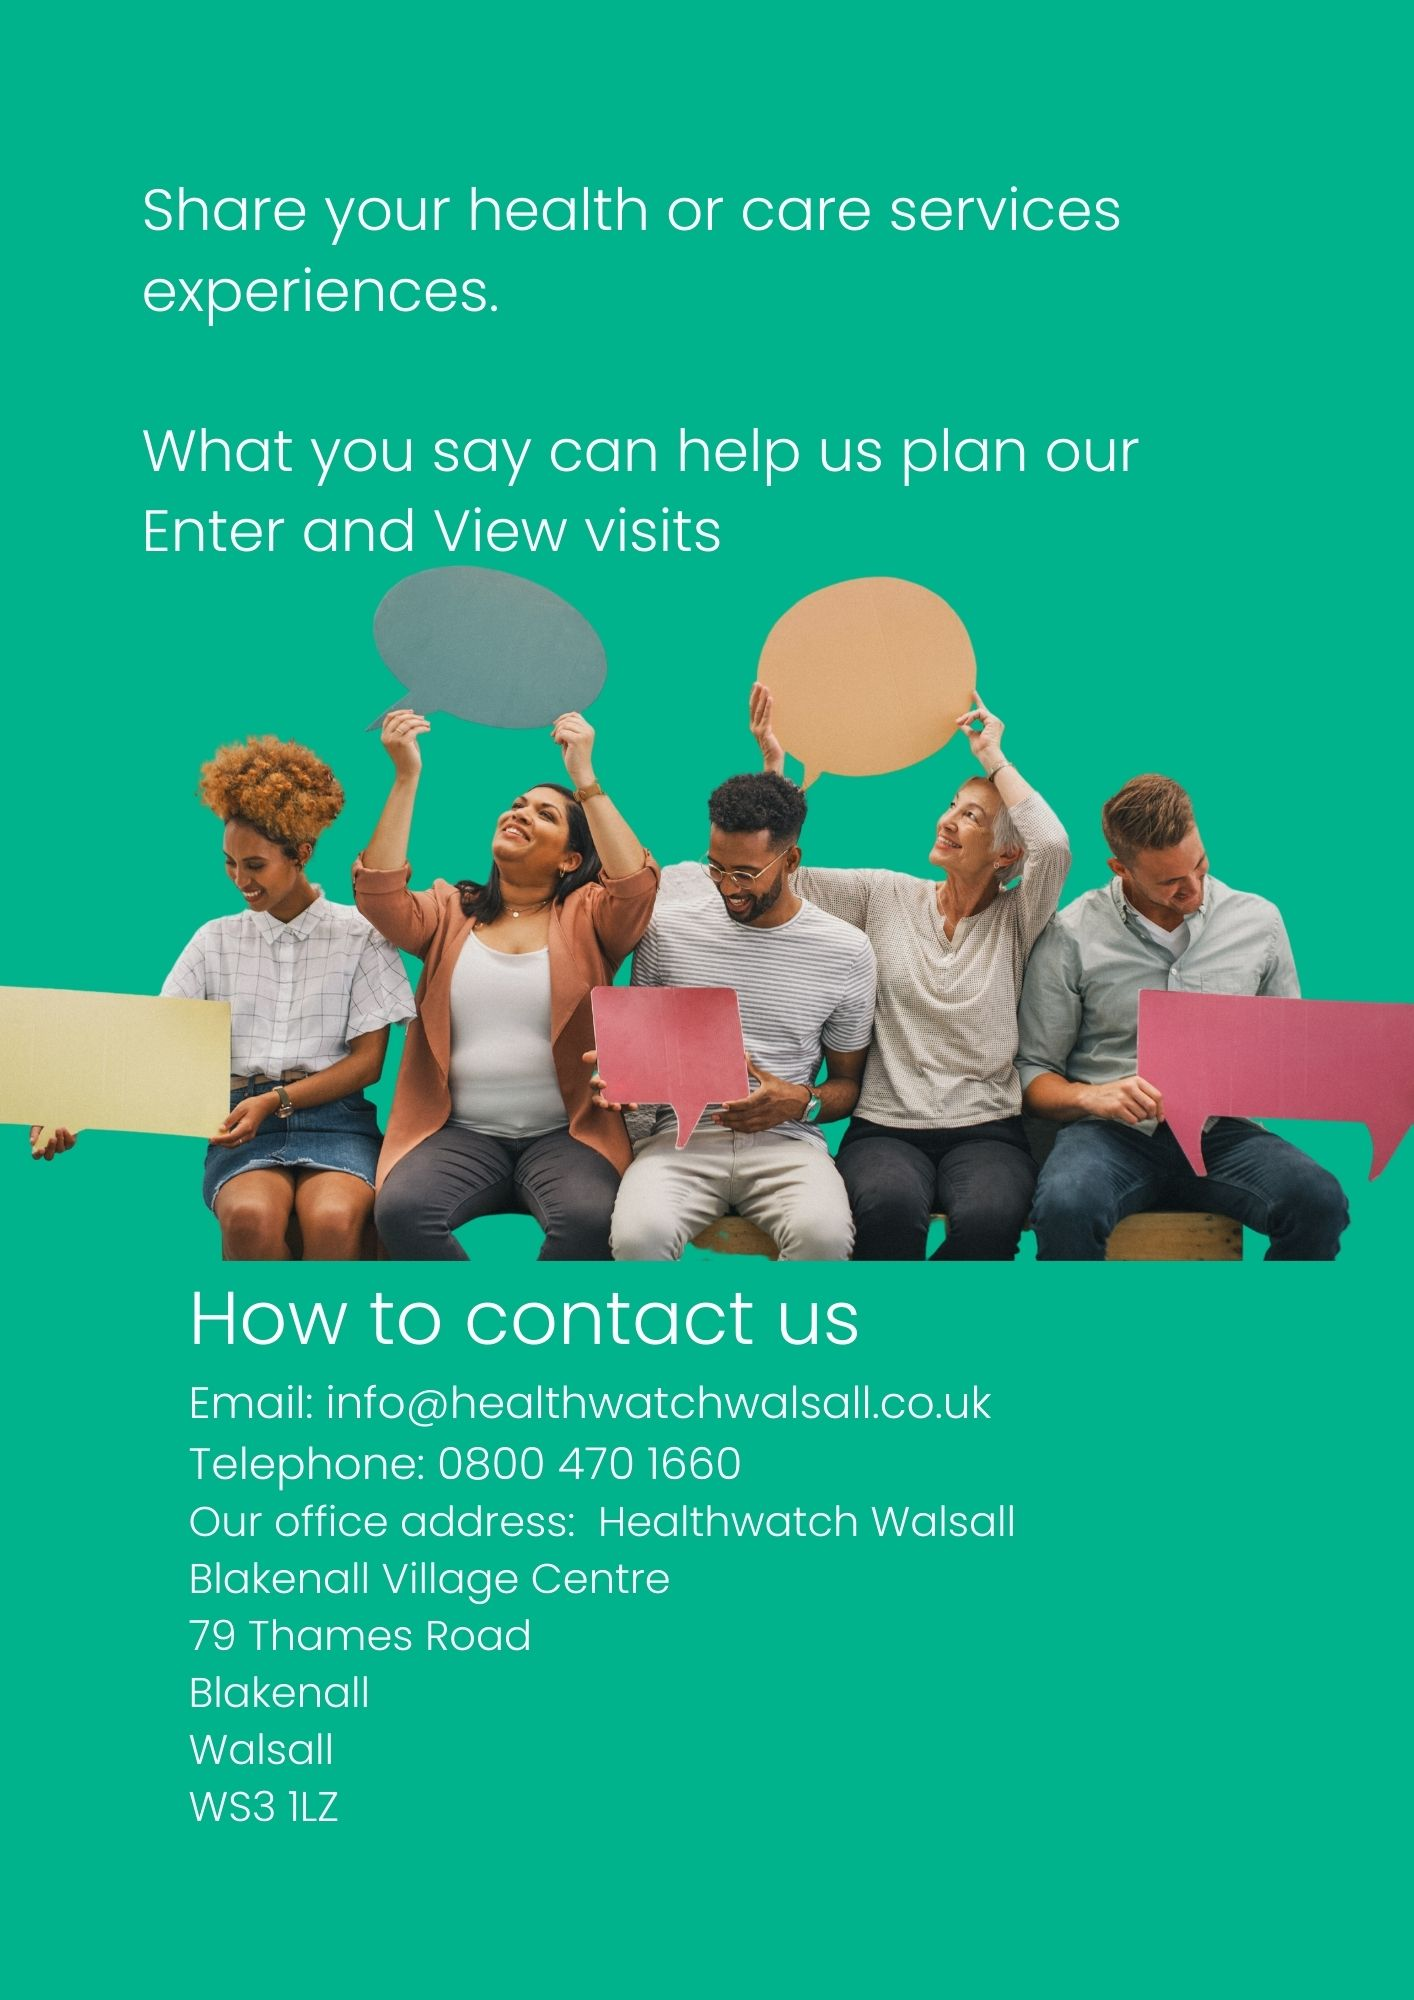 Share your health or care services
experiences.
What you say can help us plan our
Enter and View visits
How to contact us
Email: info@healthwatchwalsall.co.uk
Telephone: 0800 470 1660
Our office address:  Healthwatch Walsall
Blakenall Village Centre
79 Thames Road
Blakenall
Walsall
WS3 1LZ